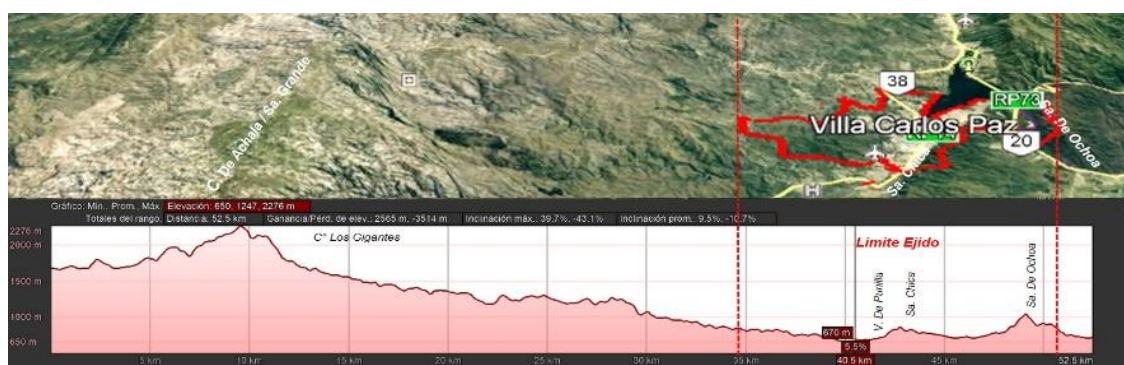 38
RP73
Villa Carlos Paz
20
Sa. De Ochoa
Sa. Chica
C. De Achala / Sa. Grande
H
Gráfico: Mín., Prom., Máx. Elevación: 650, 1247, 2276 m
Totales del rango: Distancia: 52.5 km Ganancia/Pérd. de elev.: 2565 m, -3514 m Inclinación máx.: 39.7%, -43.1% Inclinación prom.: 9.5%, -10.7%
2276 m
2000 m
1500 m
1000 m
650 m
C° Los Gigantes
Limite Ejido
V. De Punilla
Sa. Chica
Sa. De Ochoa
670 m
5.5%
5 km 10 km 15 km 20 km 25 km 30 km 35 km 40.5 km 45 km 52.5 km